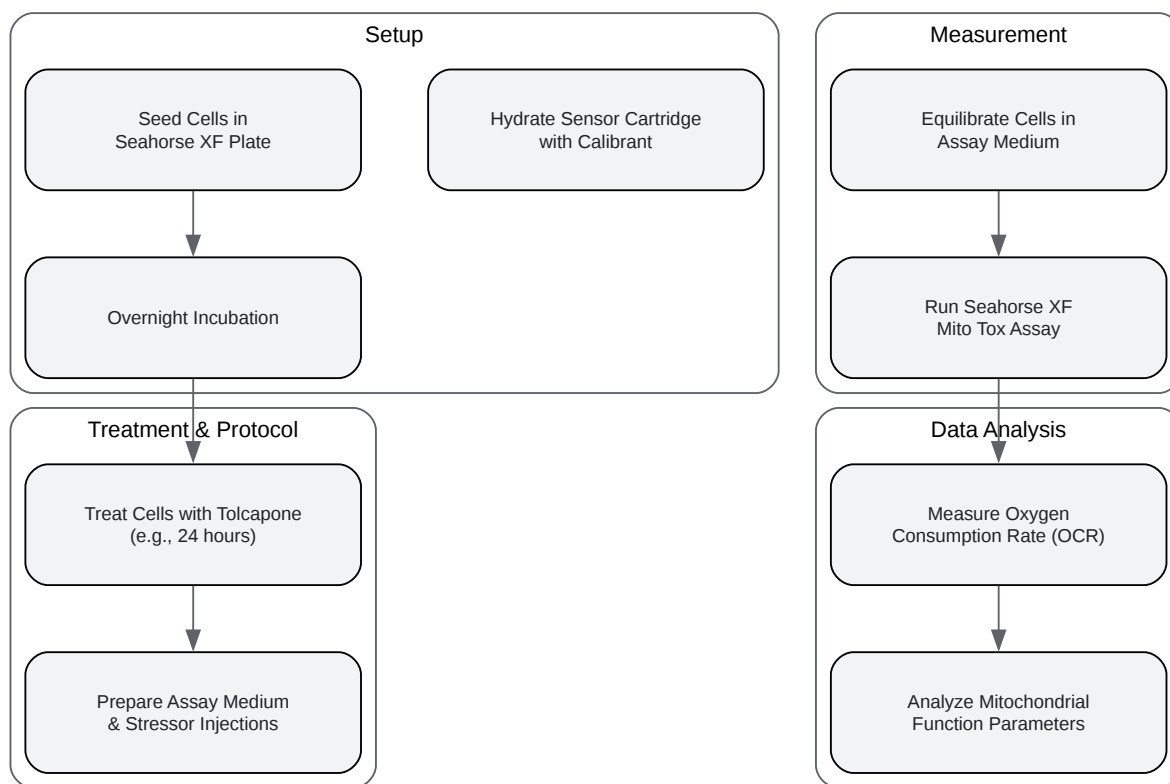 Setup
Seed Cells in
Seahorse XF Plate
Hydrate Sensor Cartridge
with Calibrant
Overnight Incubation
Treatment & Protocol
Treat Cells with Tolcapone
(e.g., 24 hours)
Prepare Assay Medium
& Stressor Injections
Measurement
Equilibrate Cells in
Assay Medium
Run Seahorse XF
Mito Tox Assay
Data Analysis
Measure Oxygen
Consumption Rate (OCR)
Analyze Mitochondrial
Function Parameters